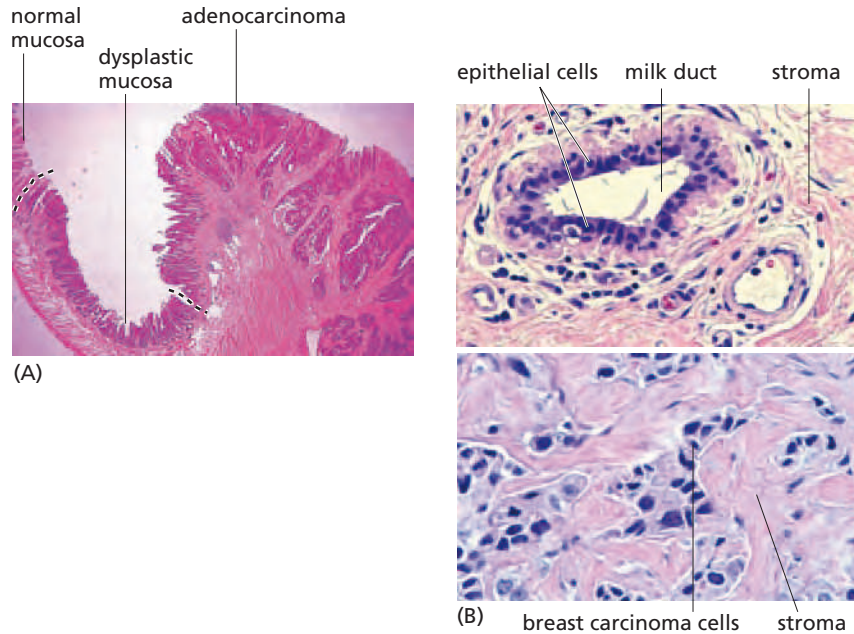 normal
mucosa
dysplastic
mucosa
adenocarcinoma
(A)
epithelial cells
milk duct
stroma
(B)
breast carcinoma cells
stroma